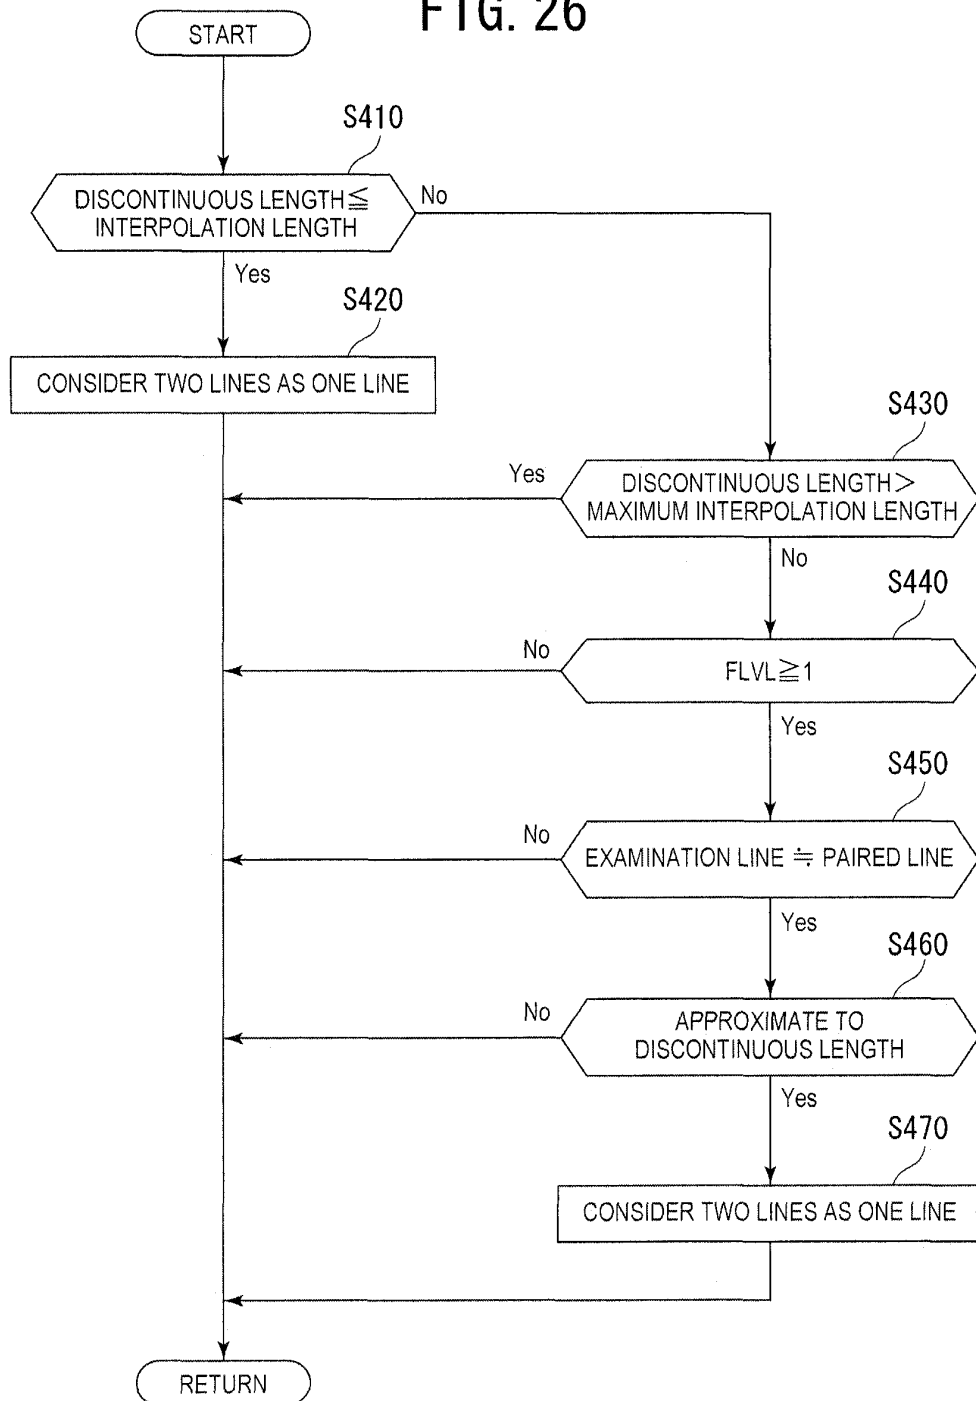 FIG. 26
START
S410
DISCONTINUOUS LENGTH≦
INTERPOLATION LENGTH
No
Yes
S420
CONSIDER TWO LINES AS ONE LINE
S430
Yes
DISCONTINUOUS LENGTH>
MAXIMUM INTERPOLATION LENGTH
No
S440
No
FLVL≧1
Yes
S450
No
EXAMINATION LINE ≒ PAIRED LINE
Yes
S460
No
APPROXIMATE TO
DISCONTINUOUS LENGTH
Yes
S470
CONSIDER TWO LINES AS ONE LINE
RETURN